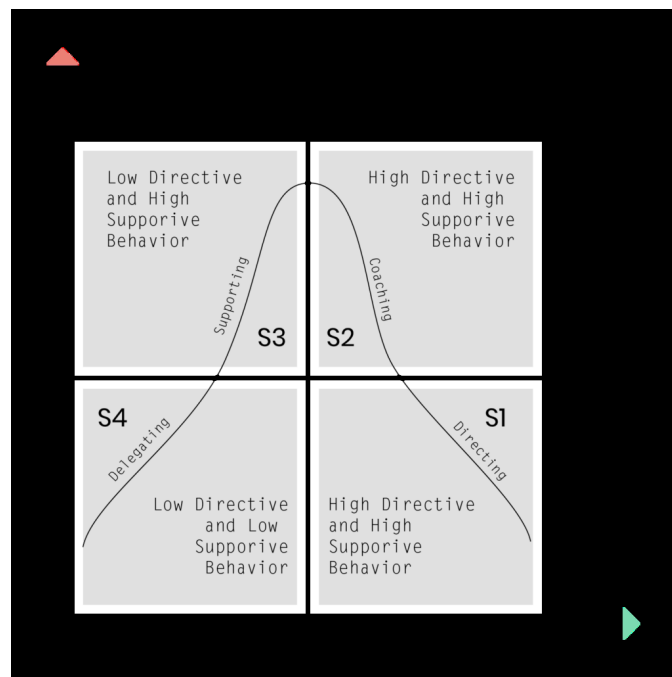 Low Directive
and High
Supporive
Behavior
High Directive
and High
Supporive
Behavior
Supporting
Coaching
S3
S2
S4
S1
Delegating
Directing
Low Directive
and Low
Supporive
Behavior
High Directive
and High
Supporive
Behavior